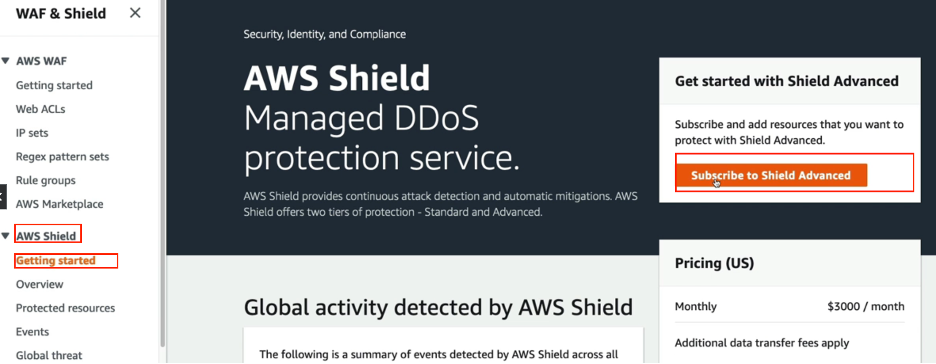 WAF & Shield
AWS WAF
Getting started
Web ACLs
IP sets
Regex pattern sets
Rule groups
AWS Marketplace
AWS Shield
Getting started
Overview
Protected resources
Events
Global threat
Security, Identity, and Compliance
AWS Shield
Managed DDoS
protection service.
AWS Shield provides continuous attack detection and automatic mitigations. AWS
Shield offers two tiers of protection - Standard and Advanced.
Get started with Shield Advanced
Subscribe and add resources that you want to
protect with Shield Advanced.
Subscribe to Shield Advanced
Pricing (US)
Monthly $3000 / month
Additional data transfer fees apply
Global activity detected by AWS Shield
The following is a summary of events detected by AWS Shield across all